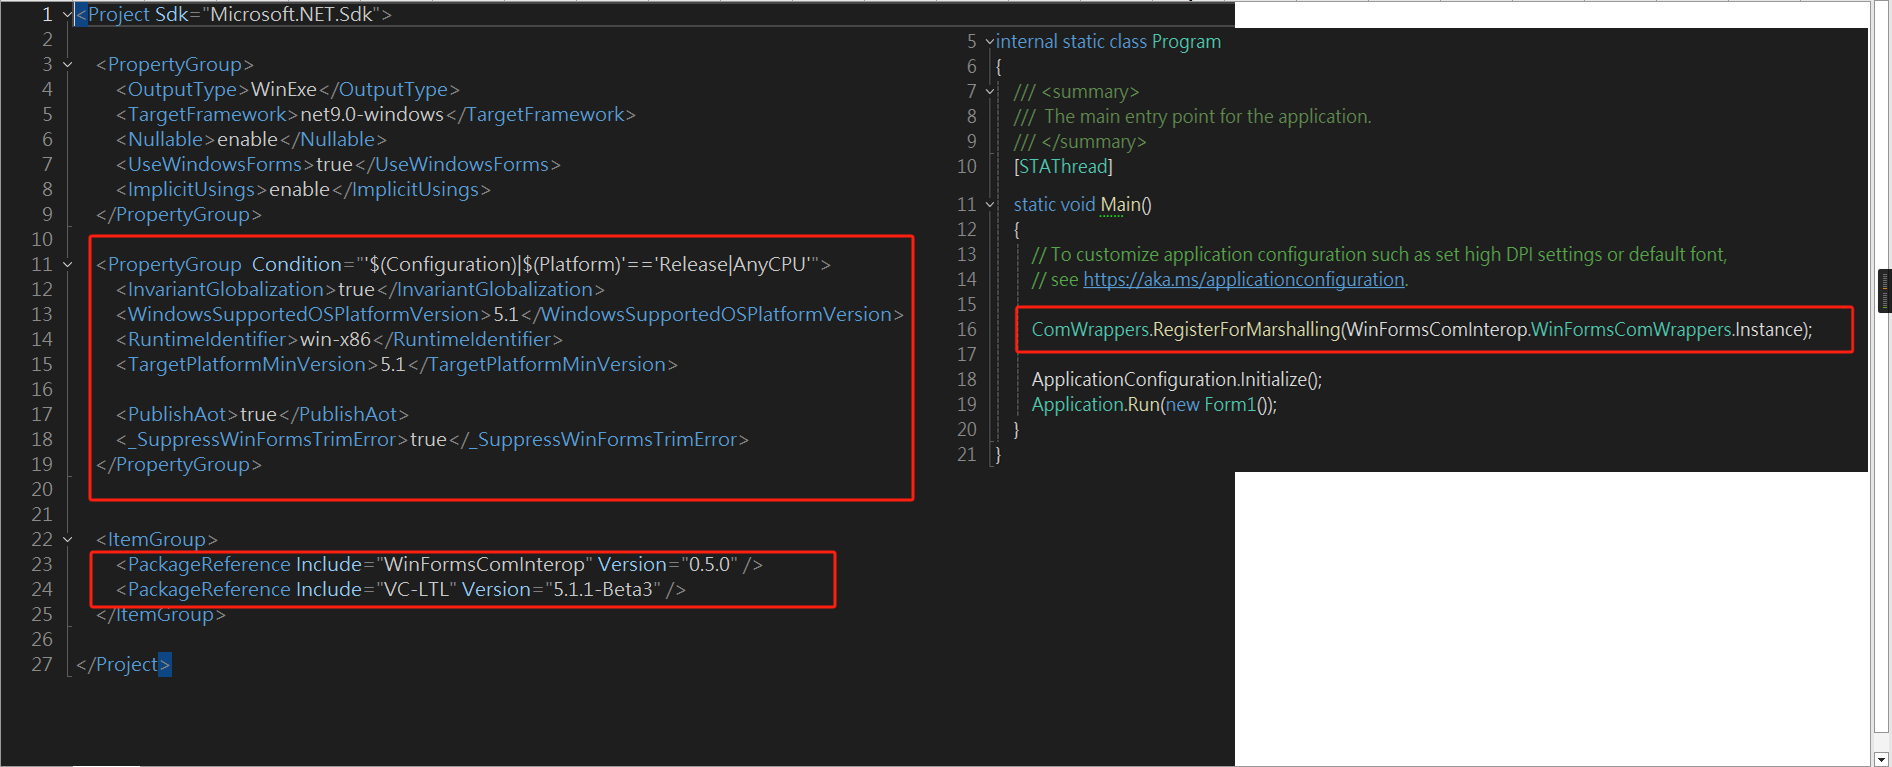 1 <Project Sdk="Microsoft.NET.Sdk">
2
3 <PropertyGroup>
4 <OutputType>WinExe</OutputType>
5 <TargetFramework>net9.0-windows</TargetFramework>
6 <Nullable>enable</Nullable>
7 <UseWindowsForms>true</UseWindowsForms>
8 <ImplicitUsings>enable</ImplicitUsings>
9 </PropertyGroup>
10
11 <PropertyGroup Condition="'$(Configuration)|$(Platform)'=='Release|AnyCPU'">
12 <InvariantGlobalization>true</InvariantGlobalization>
13 <WindowsSupportedOSPlatformVersion>5.1</WindowsSupportedOSPlatformVersion>
14 <RuntimeIdentifier>win-x86</RuntimeIdentifier>
15 <TargetPlatformMinVersion>5.1</TargetPlatformMinVersion>
16
17 <PublishAot>true</PublishAot>
18 <_SuppressWinFormsTrimError>true</_SuppressWinFormsTrimError>
19 </PropertyGroup>
20
21
22 <ItemGroup>
23 <PackageReference Include="WinFormsComInterop" Version="0.5.0" />
24 <PackageReference Include="VC-LTL" Version="5.1.1-Beta3" />
25 </ItemGroup>
26
27 </Project>
5 internal static class Program
6 {
7 /// <summary>
8 /// The main entry point for the application.
9 /// </summary>
10 [STAThread]
11 static void Main()
12 {
13 // To customize application configuration such as set high DPI settings or default font,
14 // see https://aka.ms/applicationconfiguration.
15
16 ComWrappers.RegisterForMarshalling(WinFormsComInterop.WinFormsComWrappers.Instance);
17
18 ApplicationConfiguration.Initialize();
19 Application.Run(new Form1());
20 }
21 }